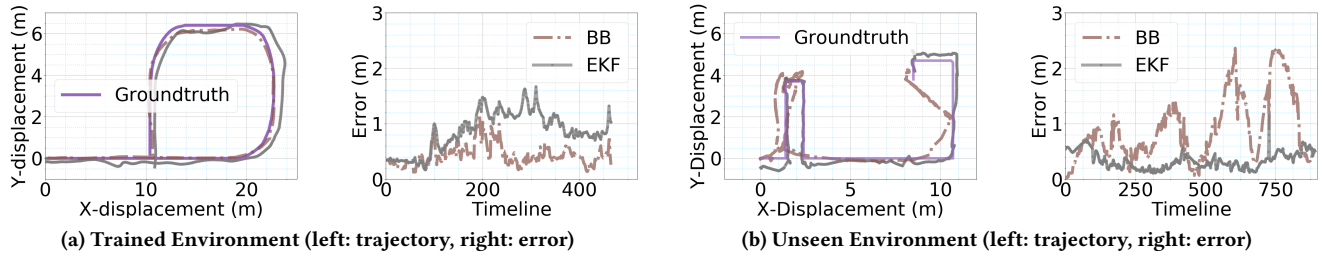 Y-displacement (m)
6
4
2
0
0
10
20
X-displacement (m)
Groundtruth
Error (m)
3
2
1
0
0
200
400
Timeline
BB
EKF
(a) Trained Environment (left: trajectory, right: error)
Y-Displacement (m)
6
4
2
0
0
5
10
X-Displacement (m)
Groundtruth
Error (m)
3
2
1
0
0
250
500
750
Timeline
BB
EKF
(b) Unseen Environment (left: trajectory, right: error)